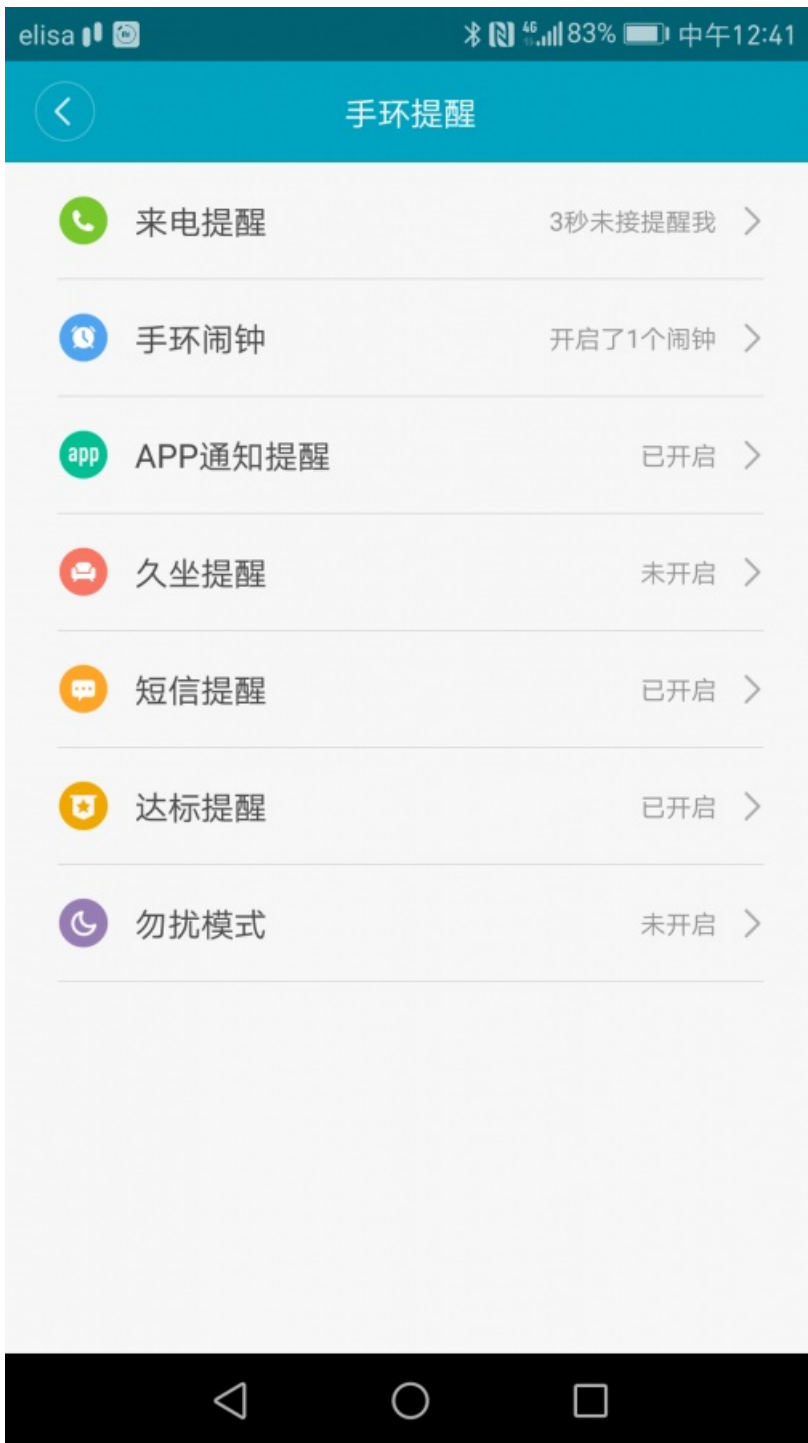 elisa 4G 83% 中午12:41
手环提醒
来电提醒 3秒未接提醒我
手环闹钟 开启了1个闹钟
app APP通知提醒 已开启
久坐提醒 未开启
短信提醒 已开启
达标提醒 已开启
勿扰模式 未开启